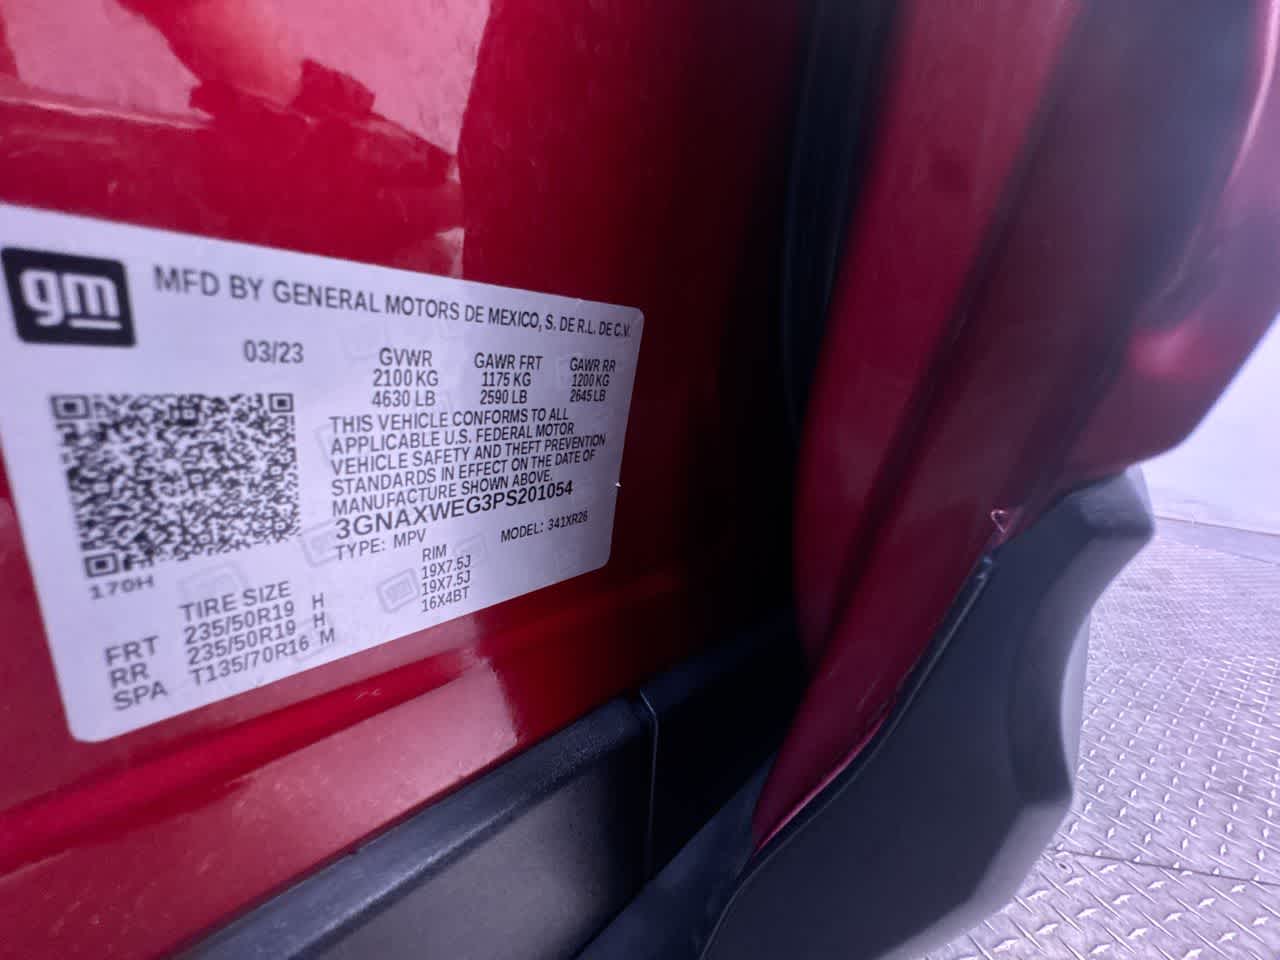 gm
MFD BY GENERAL MOTORS DE MEXICO, S. DE R.L. DE C.V.
03/23 GVWR GAWR FRT GAWR RR
2100 KG 1175 KG 1200 KG
4630 LB 2590 LB 2645 LB
THIS VEHICLE CONFORMS TO ALL
APPLICABLE U.S. FEDERAL MOTOR
VEHICLE SAFETY AND THEFT PREVENTION
STANDARDS IN EFFECT ON THE DATE OF
MANUFACTURE SHOWN ABOVE.
3GNAXWEG3PS201054
TYPE: MPV MODEL: 341XR26
170H
TIRE SIZE RIM
FRT 235/50R19 H 19X7.5J
RR 235/50R19 H 19X7.5J
SPA T135/70R16 M 16X4BT